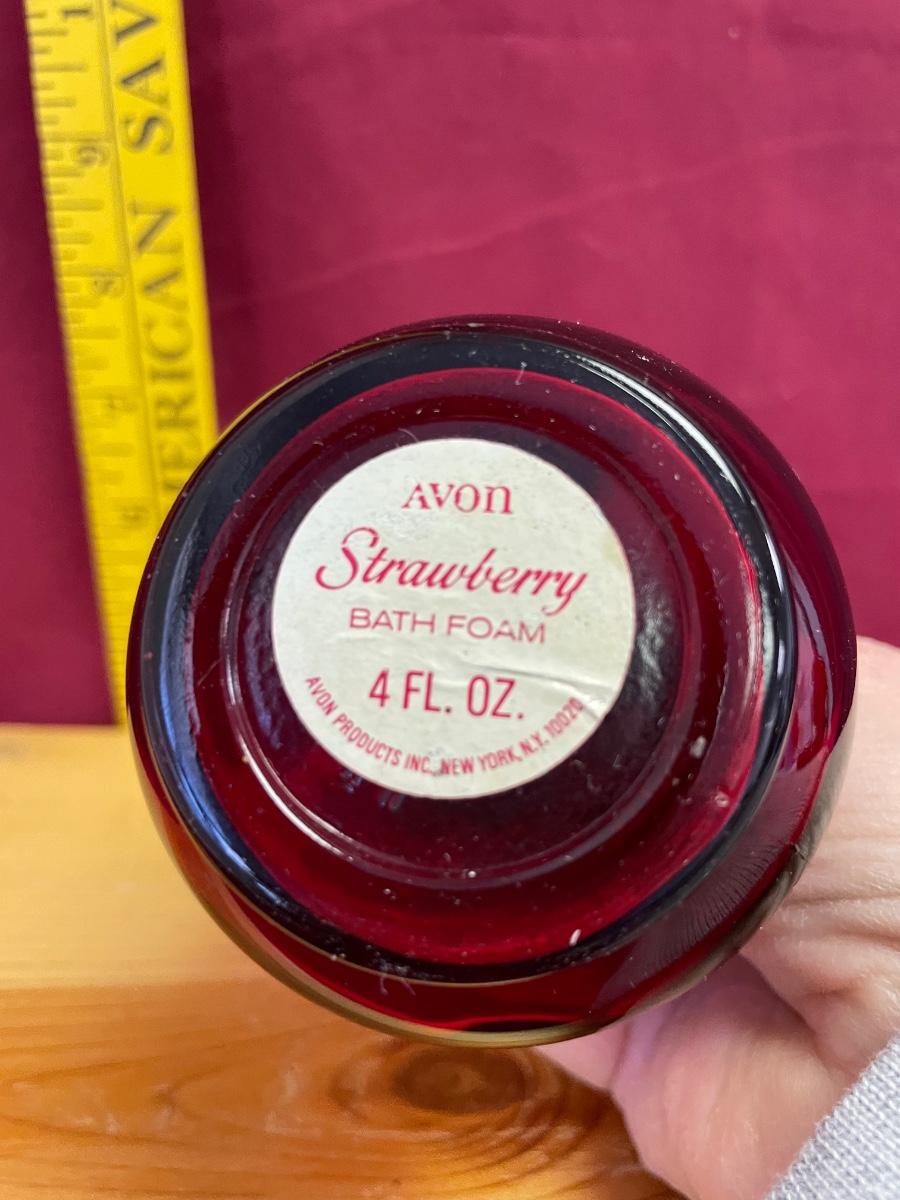 AVON
Strawberry
BATH FOAM
4 FL. OZ.
AVON PRODUCTS INC., NEW YORK, N.Y. 10020
ERICAN SAV